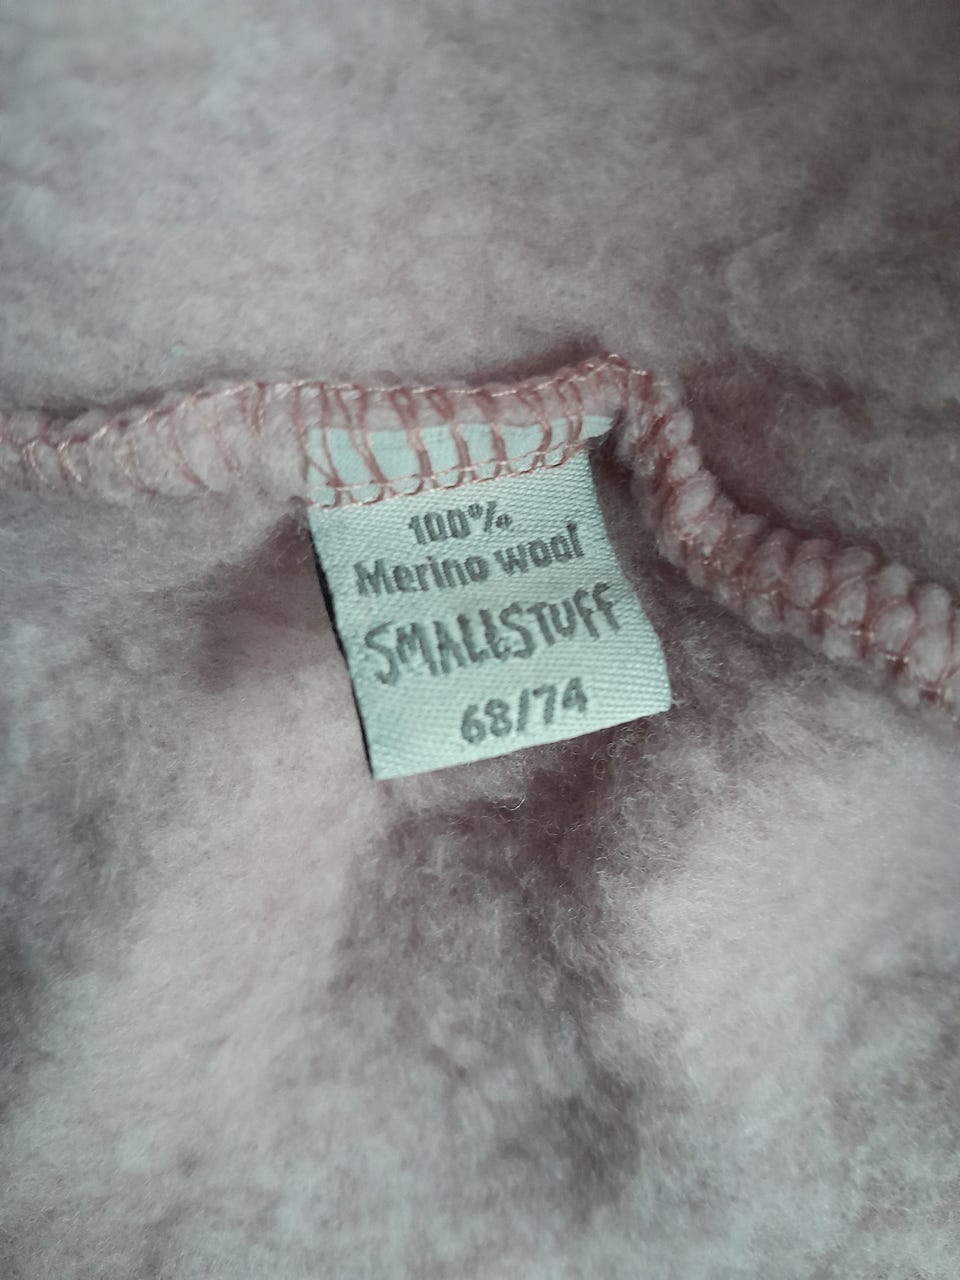 100%
Merino wool
SMALLSTUFF
68/74